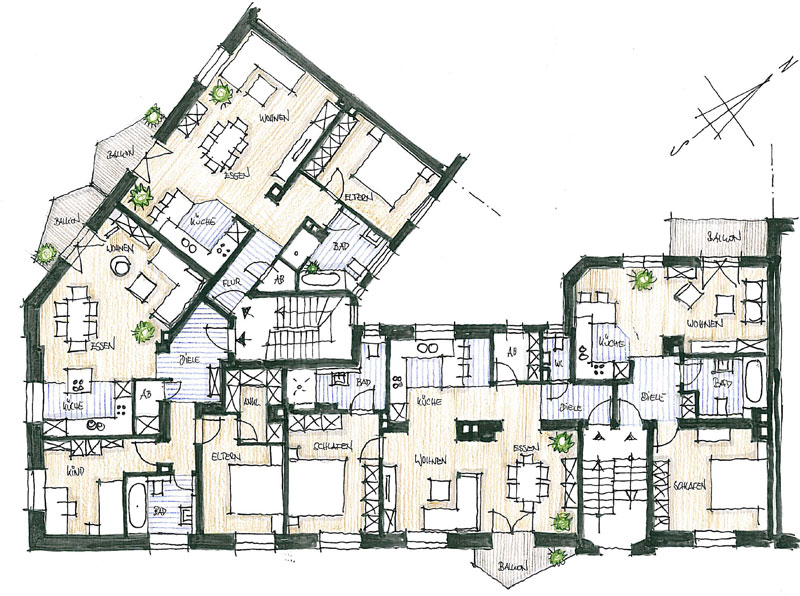 WOHNEN
N
S
BALKON
ESSEN
ELTERN
BALKON
KÜCHE
BAD
BALKON
WOHNEN
FLUR
AB
WOHNEN
ESSEN
DIELE
KÜCHE
BAD
AB
WC
DIELE
BAD
KÜCHE
AB
ANKL
KÜCHE
DIELE
KIND
ELTERN
SCHLAFEN
WOHNEN
ESSEN
SCHLAFEN
BAD
BALKON